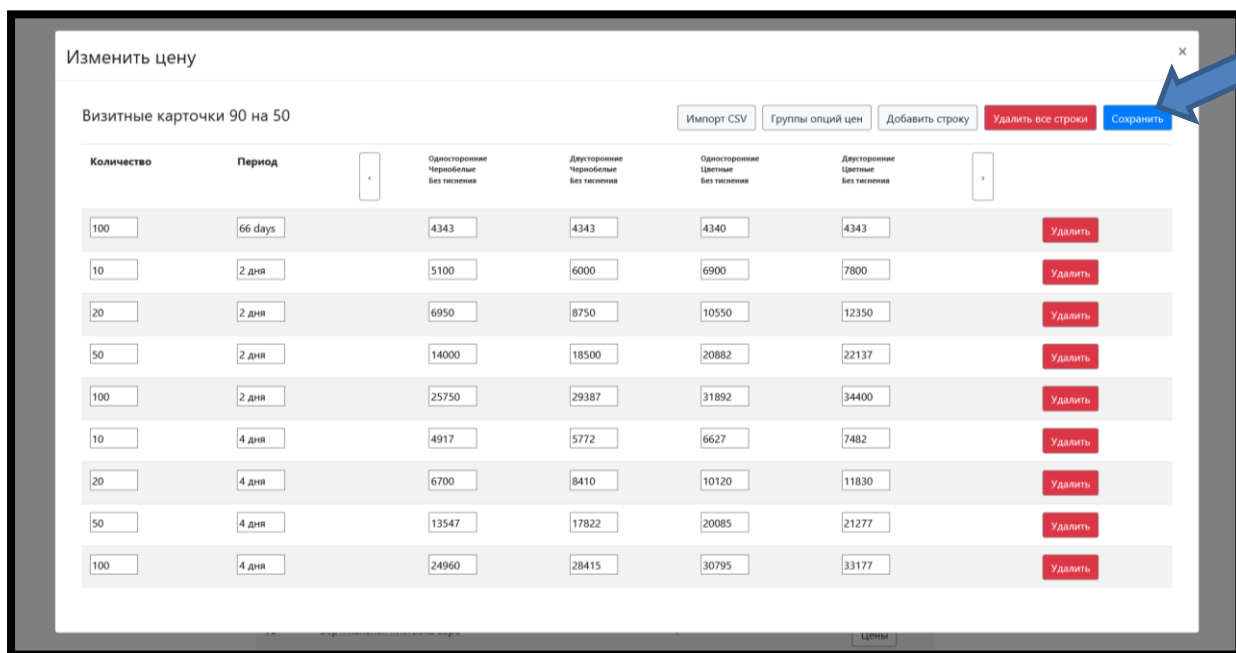 Изменить цену ×
Визитные карточки 90 на 50 Импорт CSV Группы опций цен Добавить строку Удалить все строки Сохранить
Количество Период ‹ Односторонние Двусторонние Односторонние Двусторонние ›
Чернобелые Чернобелые Цветные Цветные
Без тиснения Без тиснения Без тиснения Без тиснения
100 66 days 4343 4343 4340 4343 Удалить
10 2 дня 5100 6000 6900 7800 Удалить
20 2 дня 6950 8750 10550 12350 Удалить
50 2 дня 14000 18500 20882 22137 Удалить
100 2 дня 25750 29387 31892 34400 Удалить
10 4 дня 4917 5772 6627 7482 Удалить
20 4 дня 6700 8410 10120 11830 Удалить
50 4 дня 13547 17822 20085 21277 Удалить
100 4 дня 24960 28415 30795 33177 Удалить
Цены